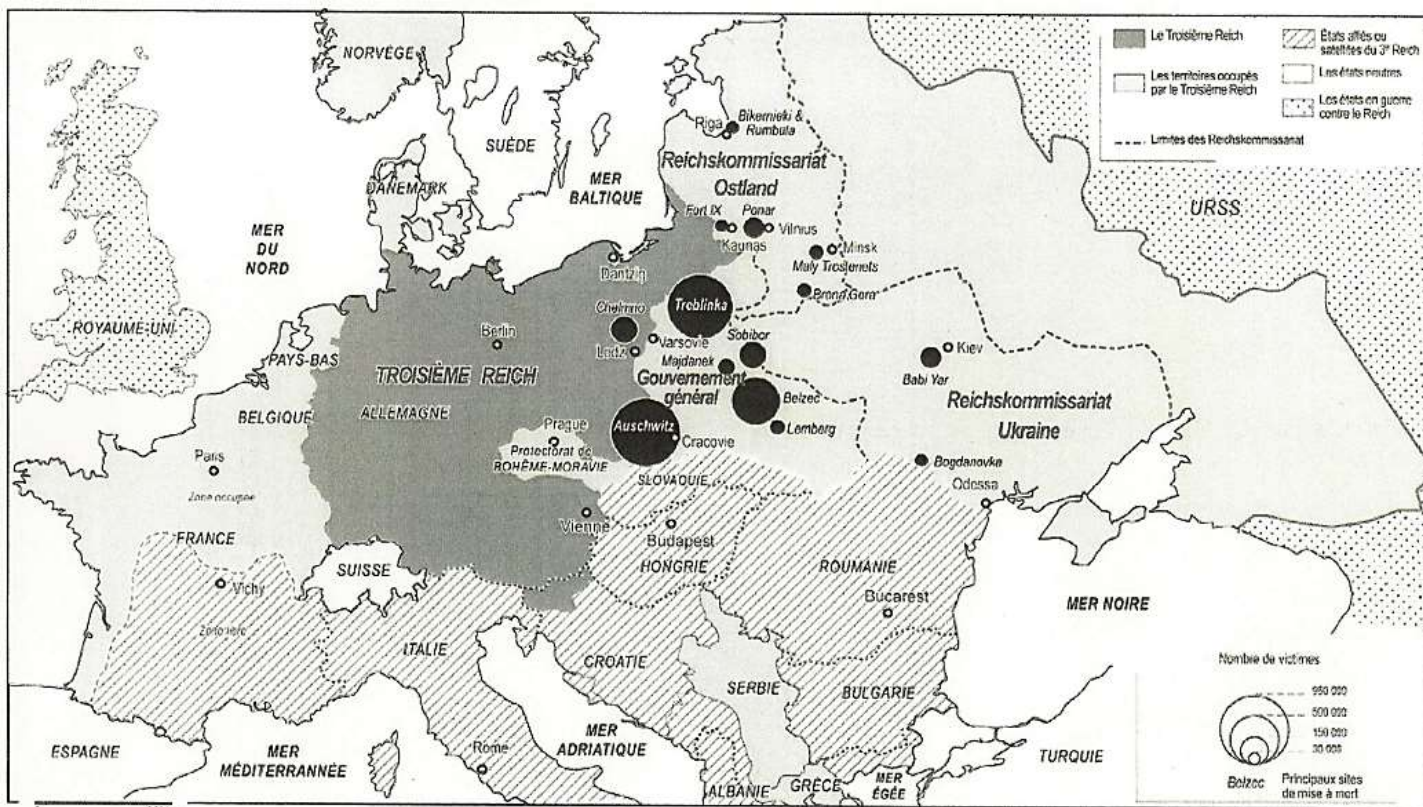 NORVÈGE
SUÈDE
DANEMARK
MER
BALTIQUE
MER
DU
NORD
ROYAUME-UNI
PAYS-BAS
BELGIQUE
Berlin
TROISIÈME REICH
ALLEMAGNE
Dantzig
Chelmno
Lodz
Varsovie
Treblinka
Riga
Bikernieki &
Rumbula
Reichskommissariat
Ostland
Fort IX
Kaunas
Ponar
Vilnius
Minsk
Maly Trostenets
Brona Gora
Sobibor
Majdanek
Gouvernement
général
Belzec
Lemberg
Auschwitz
Cracovie
Prague
Protectorat de
BOHÊME-MORAVIE
SLOVAQUIE
Kiev
Babi Yar
Reichskommissariat
Ukraine
Bogdanovka
Odessa
URSS
Paris
Zone occupée
FRANCE
Vichy
Zone libre
SUISSE
Vienne
Budapest
HONGRIE
ROUMANIE
Bucarest
MER NOIRE
ITALIE
CROATIE
SERBIE
BULGARIE
ESPAGNE
MER
MÉDITERRANNÉE
Rome
MER
ADRIATIQUE
ALBANIE
GRÈCE
MER
ÉGÉE
TURQUIE
Le Troisième Reich
Les territoires occupés
par le Troisième Reich
États alliés ou
satellites du 3e Reich
Les états neutres
Les états en guerre
contre le Reich
Limites des Reichskommissariat
Nombre de victimes
950 000
500 000
150 000
30 000
Belzec
Principaux sites
de mise à mort